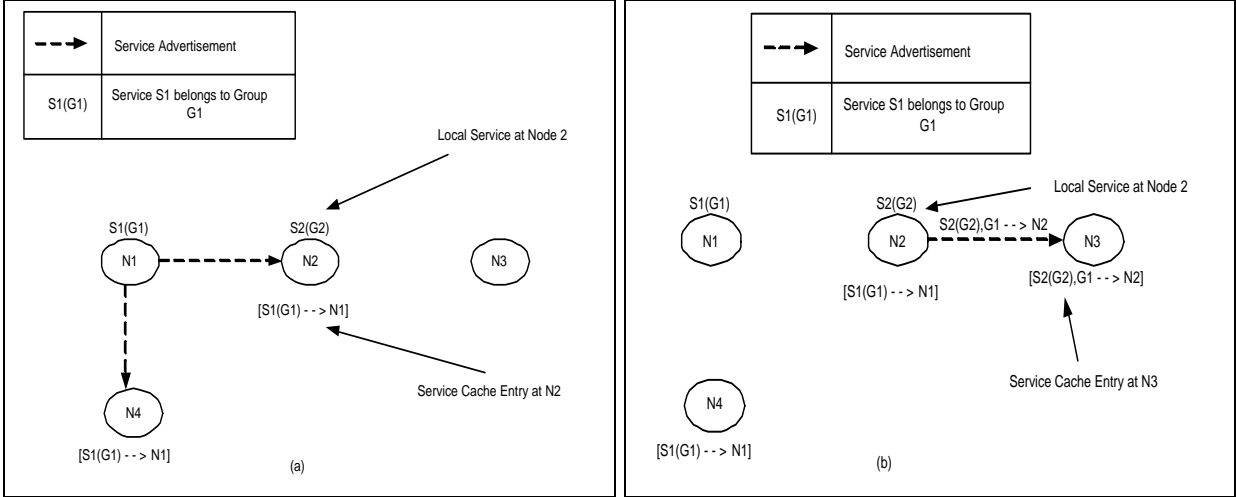 Service Advertisement
S1(G1)
Service S1 belongs to Group
G1
Local Service at Node 2
S1(G1)
S2(G2)
N1
N2
N3
[S1(G1) - - > N1]
Service Cache Entry at N2
N4
[S1(G1) - - > N1]
(a)
Service Advertisement
S1(G1)
Service S1 belongs to Group
G1
Local Service at Node 2
S1(G1)
S2(G2)
S2(G2),G1 - - > N2
N1
N2
N3
[S1(G1) - - > N1]
[S2(G2),G1 - - > N2]
Service Cache Entry at N3
N4
[S1(G1) - - > N1]
(b)